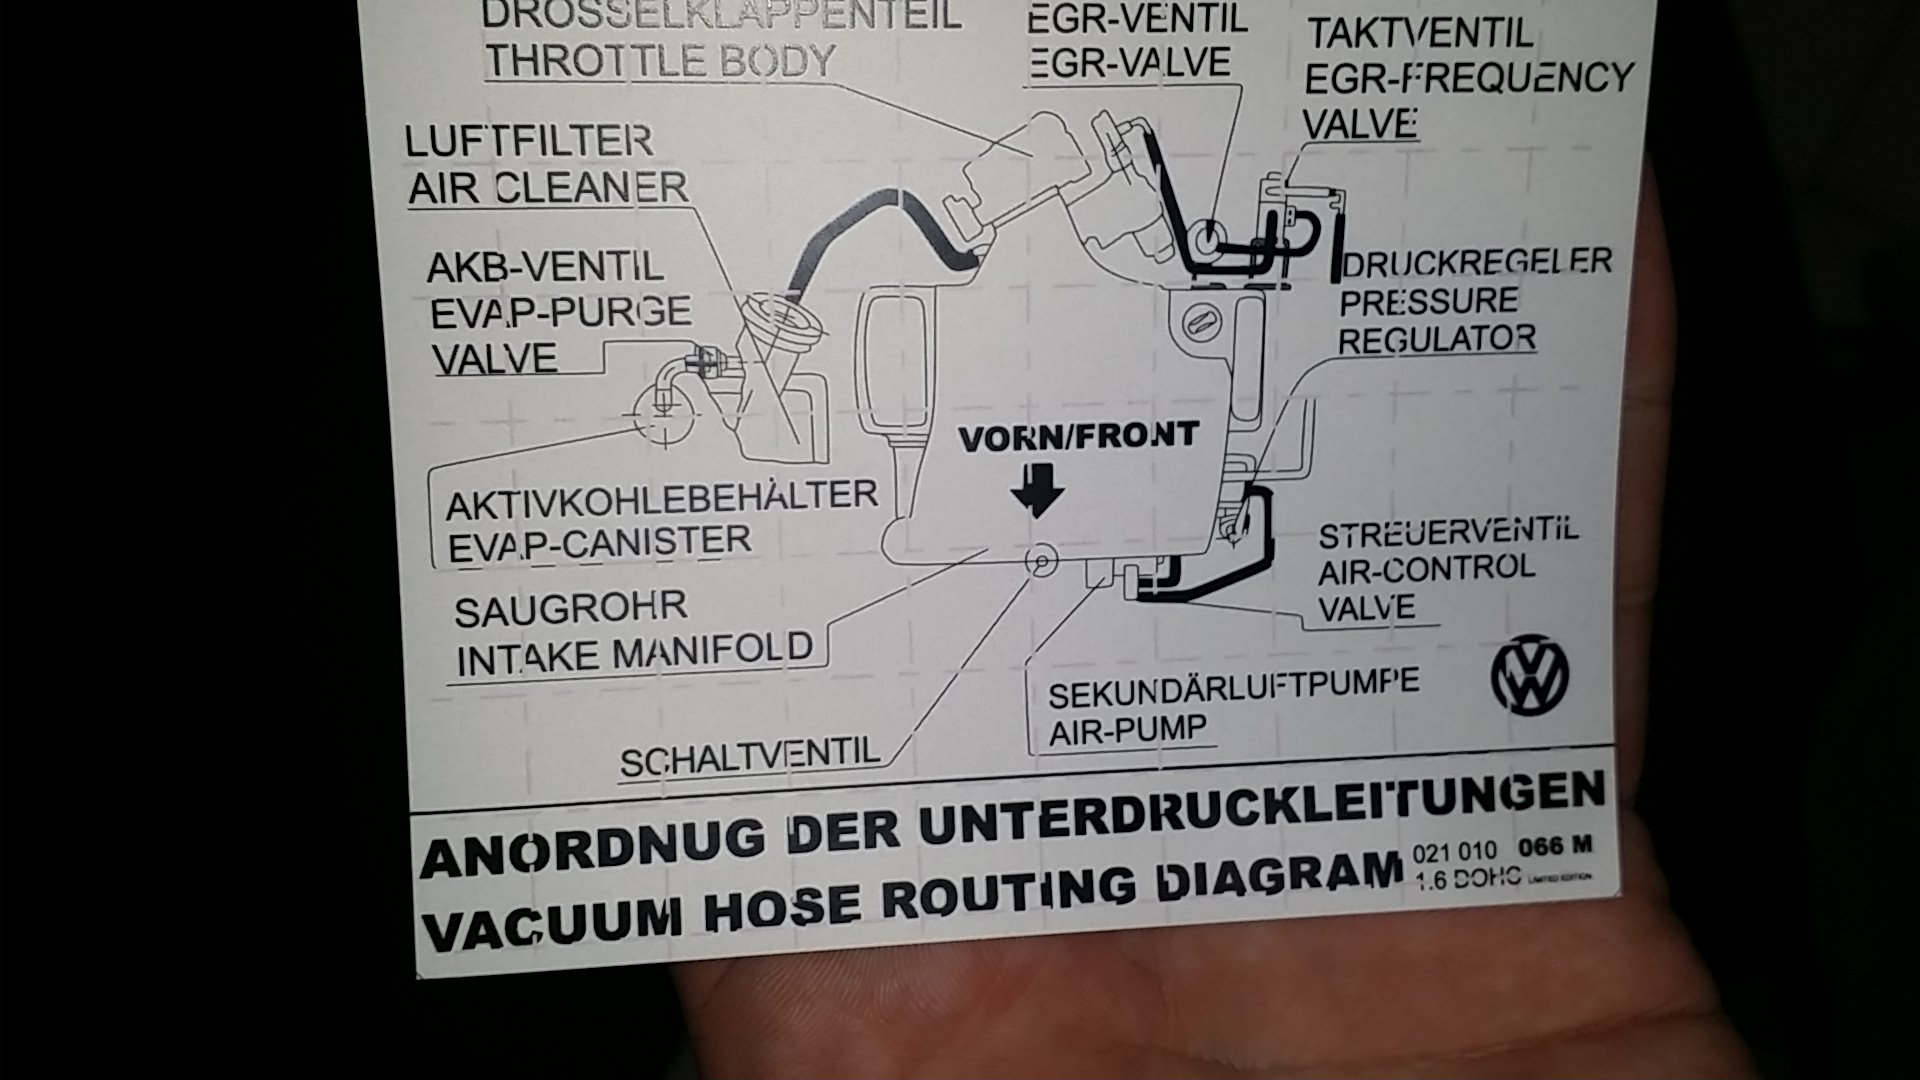 DROSSELKLAPPENTEIL
THROTTLE BODY
EGR-VENTIL
EGR-VALVE
TAKTVENTIL
EGR-FREQUENCY
VALVE
LUFTFILTER
AIR CLEANER
AKB-VENTIL
EVAP-PURGE
VALVE
DRUCKREGELER
PRESSURE
REGULATOR
VORN/FRONT
AKTIVKOHLEBEHÄLTER
EVAP-CANISTER
STREUERVENTIL
AIR-CONTROL
VALVE
SAUGROHR
INTAKE MANIFOLD
SEKUNDÄRLUFTPUMPE
AIR-PUMP
SCHALTVENTIL
ANORDNUG DER UNTERDRUCKLEITUNGEN
VACUUM HOSE ROUTING DIAGRAM
021 010 066 M
1.6 DOHC LIMITED EDITION